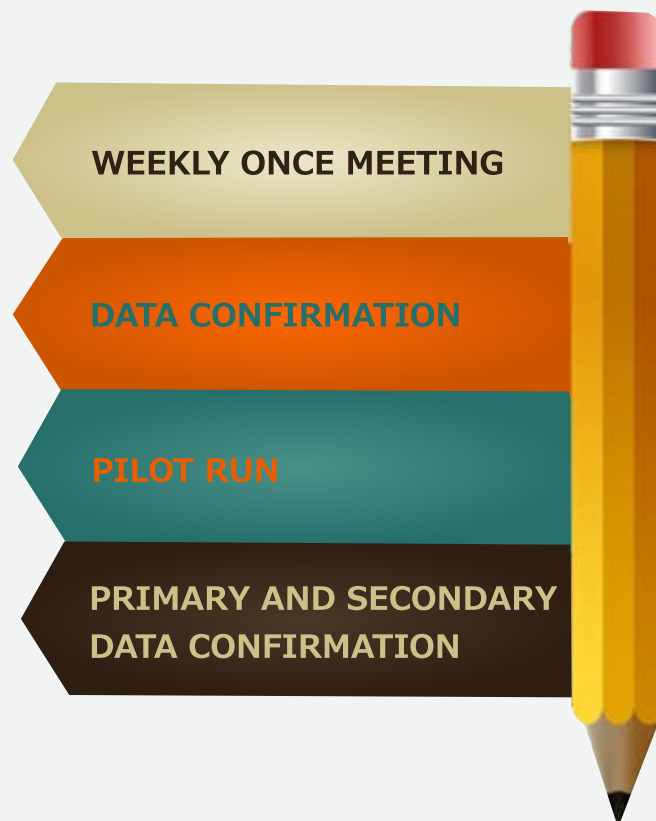 WEEKLY ONCE MEETING
DATA CONFIRMATION
PILOT RUN
PRIMARY AND SECONDARY
DATA CONFIRMATION